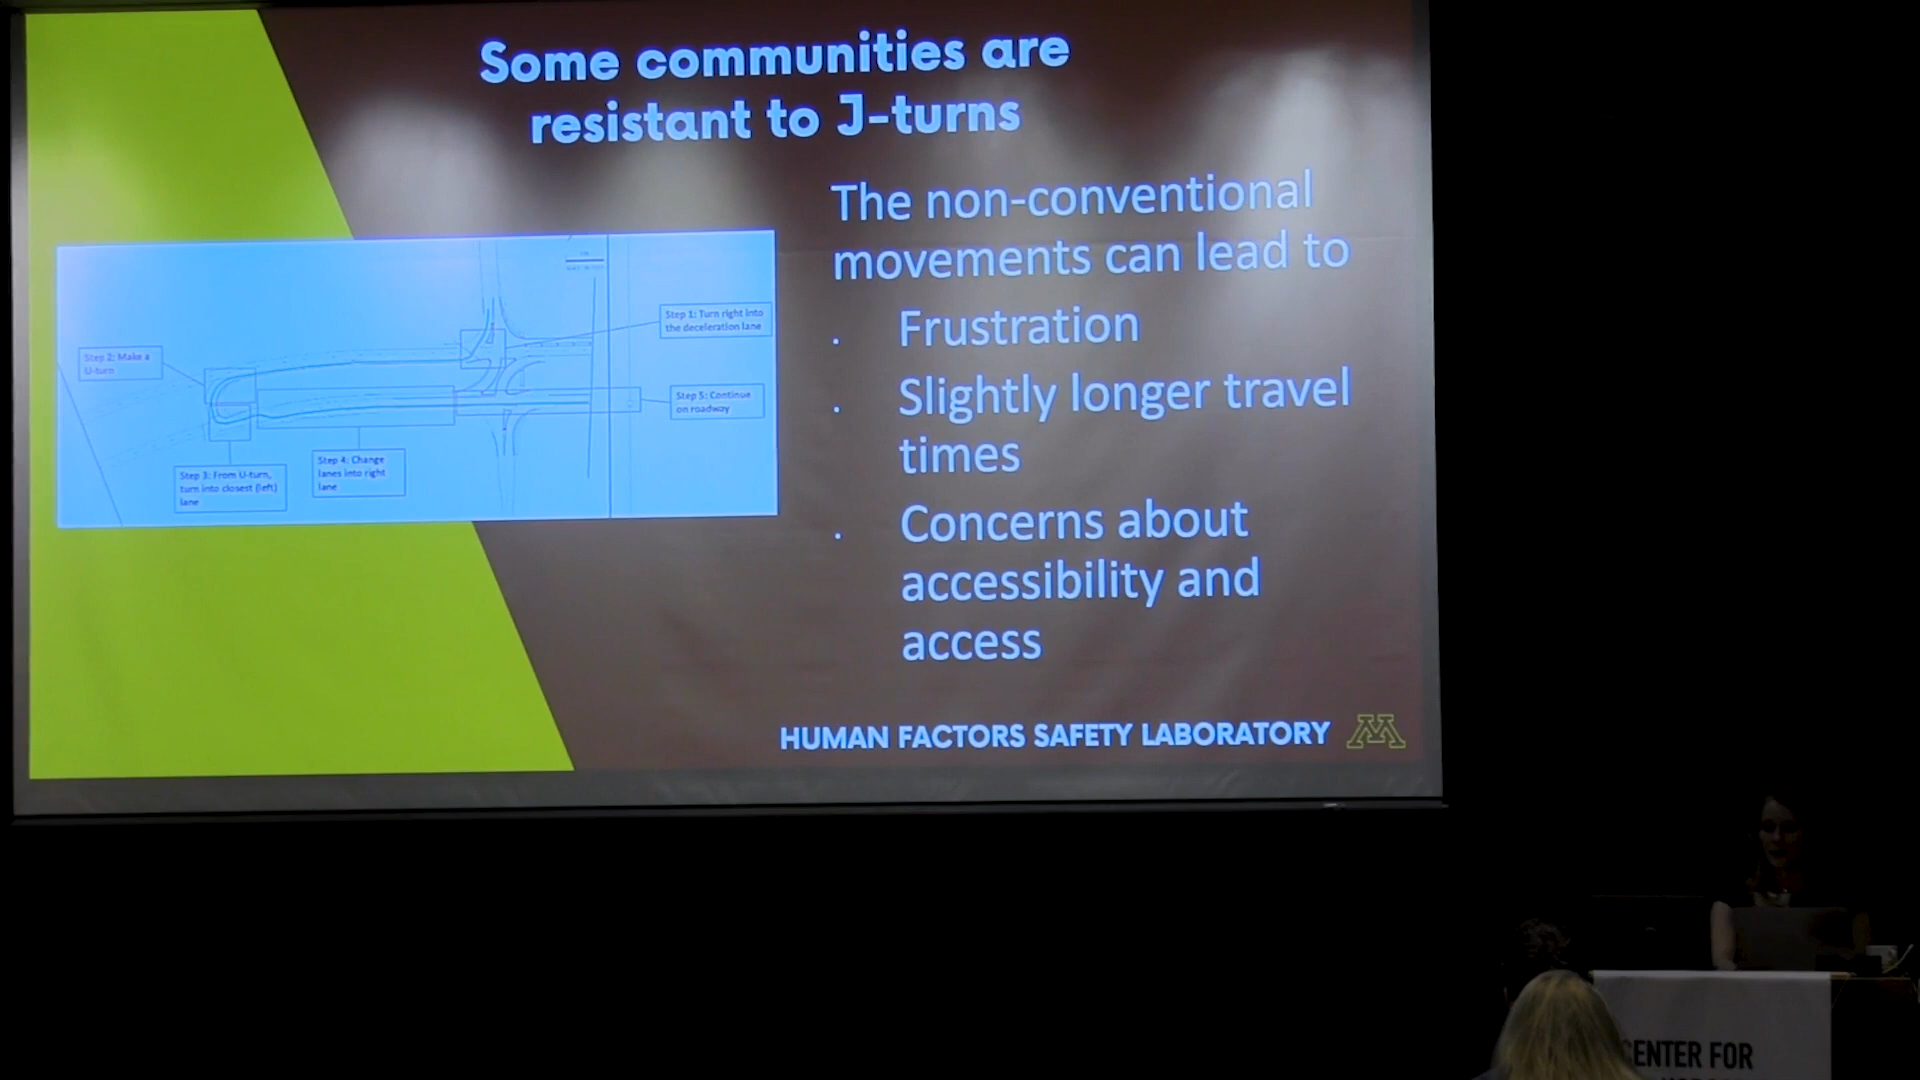 Some communities are
resistant to J-turns
The non-conventional
movements can lead to
. Frustration
. Slightly longer travel
times
. Concerns about
accessibility and
access
Step 1: Turn right into
the deceleration lane
Step 2: Make a
U-turn
Step 5: Continue
on roadway
Step 4: Change
lanes into right
lane
Step 3: From U-turn,
turn into closest (left)
lane
HUMAN FACTORS SAFETY LABORATORY M
CENTER FOR